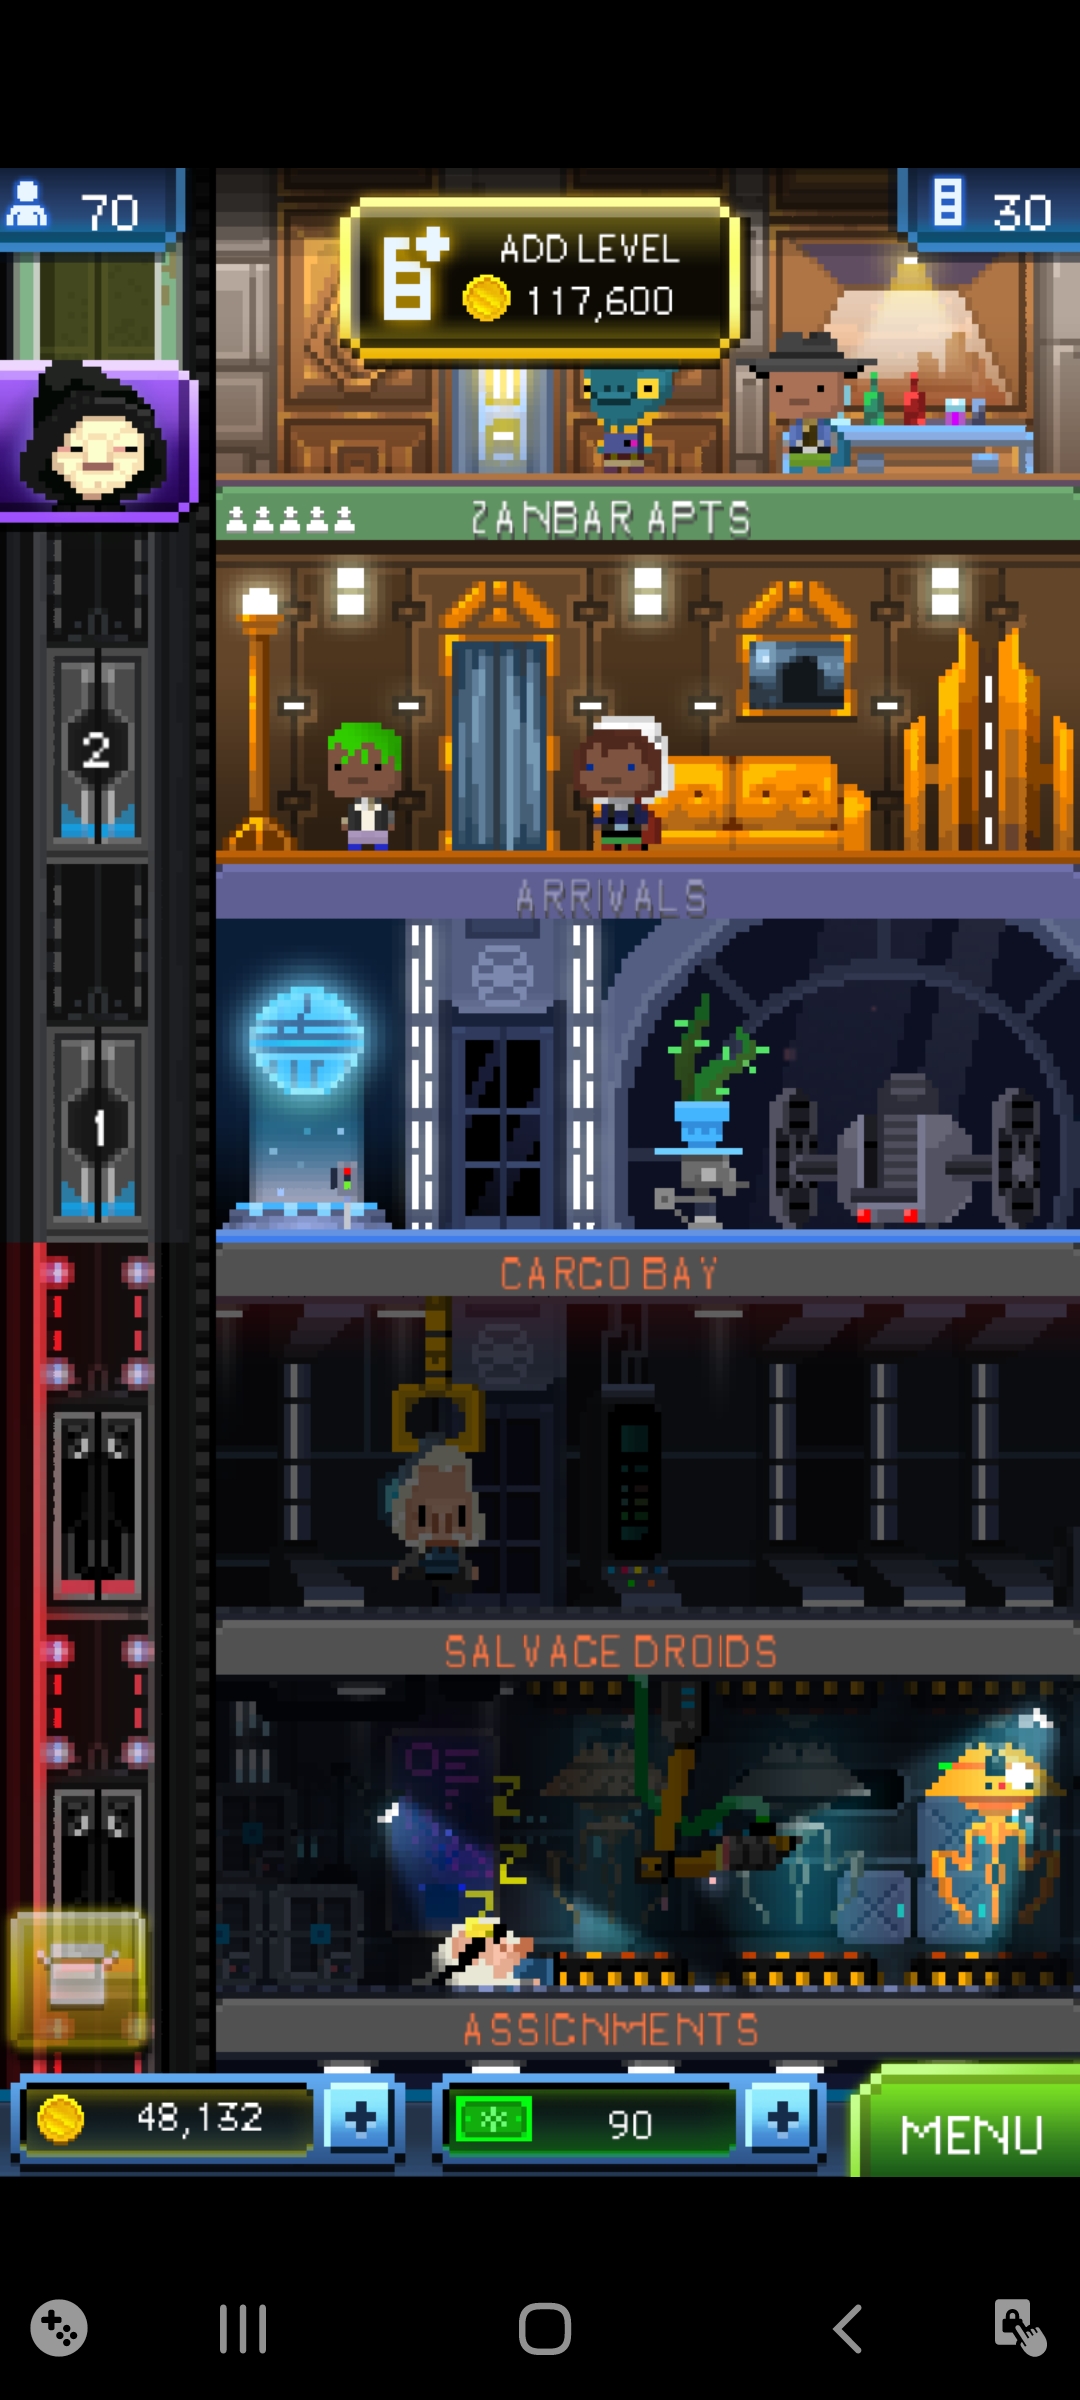 70
30
ADD LEVEL
117,600
ZANBAR APTS
2
ARRIVALS
1
CARGO BAY
SALVAGE DROIDS
Z
Z
Z
ASSIGNMENTS
48,132
90
MENU